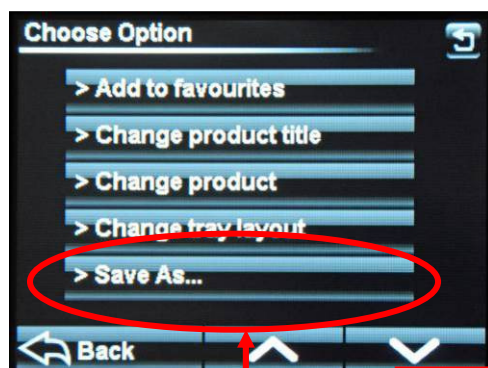 Choose Option
> Add to favourites
> Change product title
> Change product
> Change tray layout
> Save As...
Back